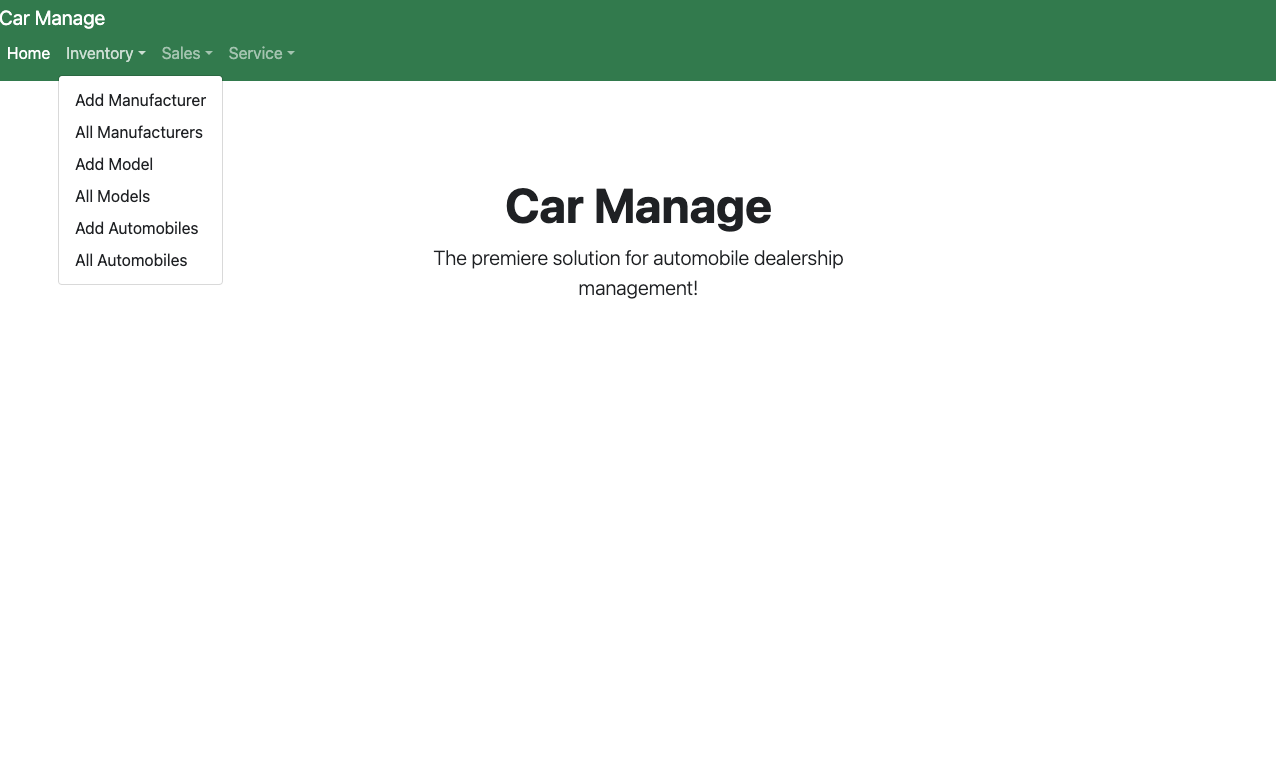 Car Manage
Home Inventory Sales Service
Add Manufacturer
All Manufacturers
Add Model
All Models
Add Automobiles
All Automobiles
Car Manage
The premiere solution for automobile dealership
management!